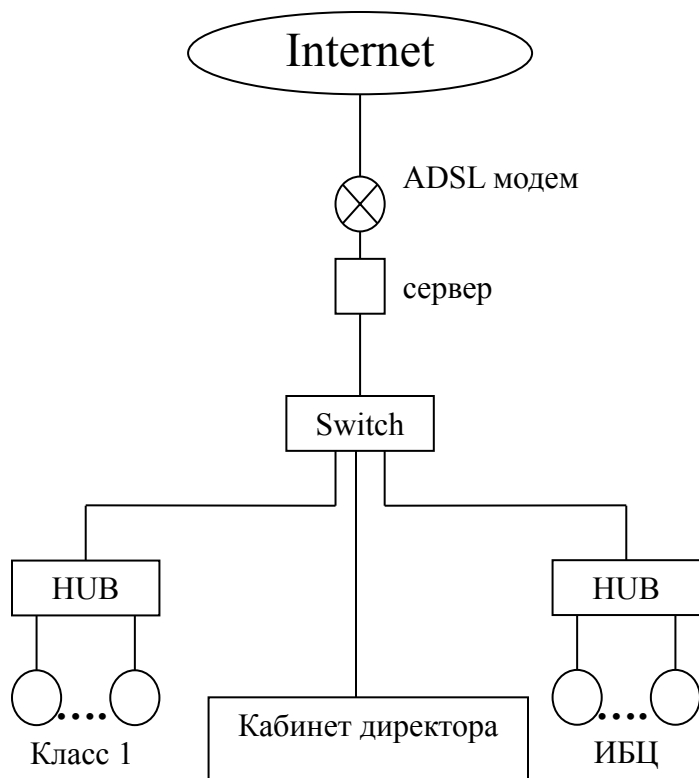 Internet
ADSL модем
сервер
Switch
HUB
HUB
Кабинет директора
Класс 1
ИБЦ